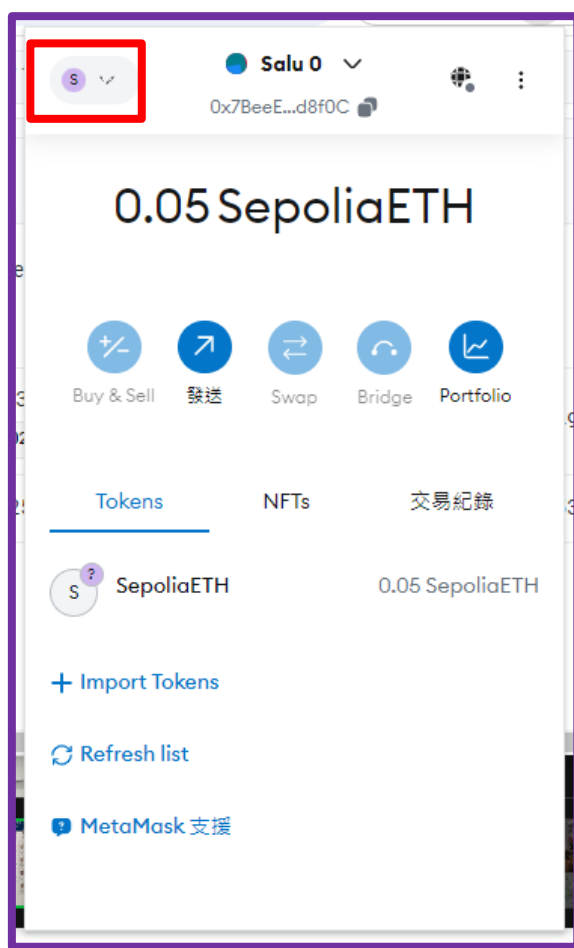 S
Salu 0
0x7BeeE...d8f0C
0.05 SepoliaETH
Buy & Sell 發送 Swap Bridge Portfolio
Tokens NFTs 交易紀錄
S ? SepoliaETH 0.05 SepoliaETH
+ Import Tokens
Refresh list
MetaMask 支援